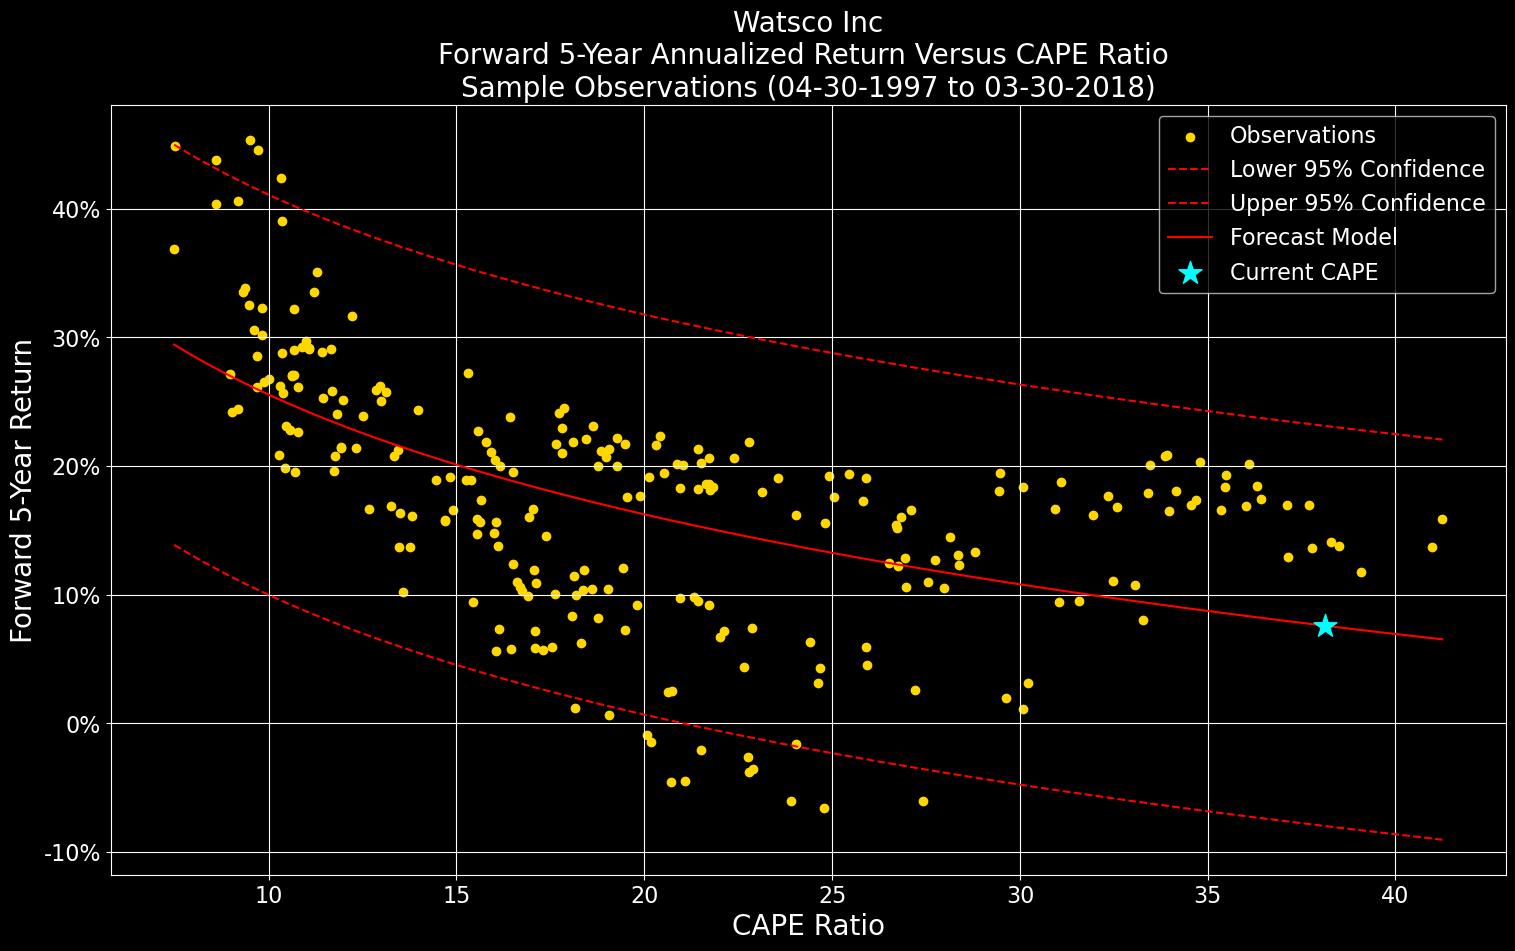 Watsco Inc
Forward 5-Year Annualized Return Versus CAPE Ratio
Sample Observations (04-30-1997 to 03-30-2018)
Observations
Lower 95% Confidence
Upper 95% Confidence
Forecast Model
Current CAPE
Forward 5-Year Return
40%
30%
20%
10%
0%
-10%
10
15
20
25
30
35
40
CAPE Ratio